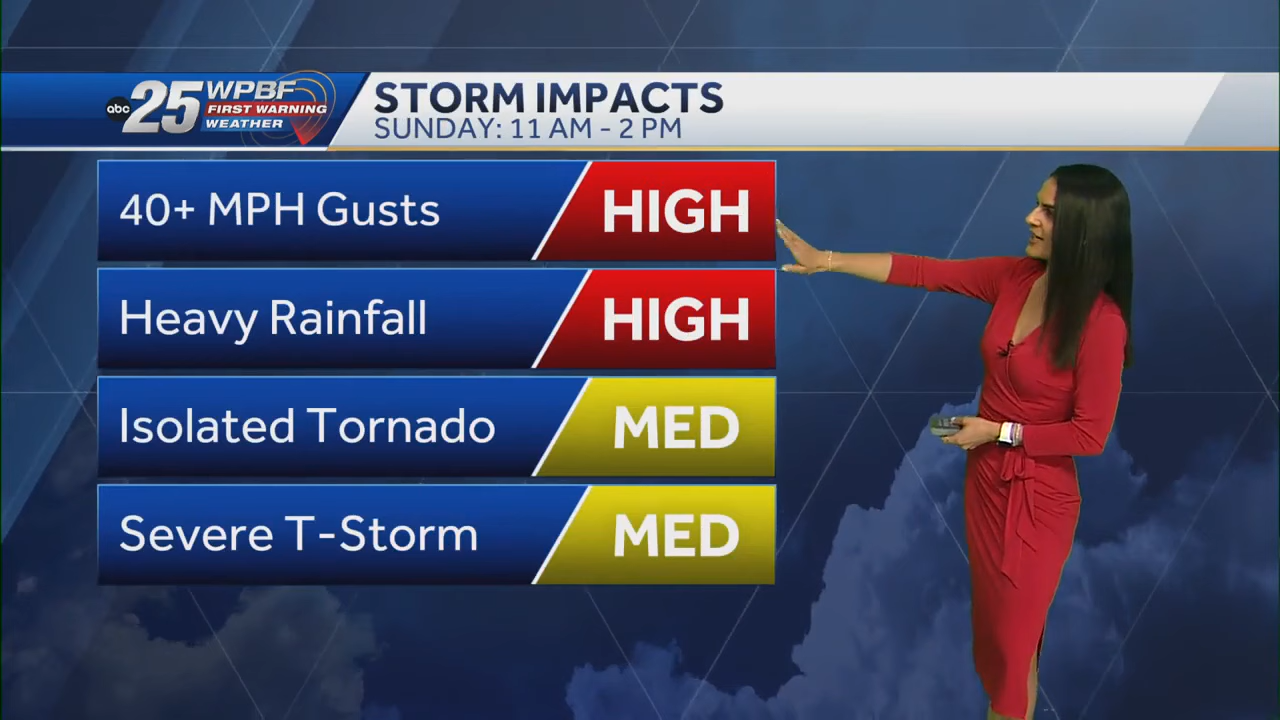 abc 25 WPBF
FIRST WARNING
WEATHER
STORM IMPACTS
SUNDAY: 11 AM - 2 PM
40+ MPH Gusts HIGH
Heavy Rainfall HIGH
Isolated Tornado MED
Severe T-Storm MED